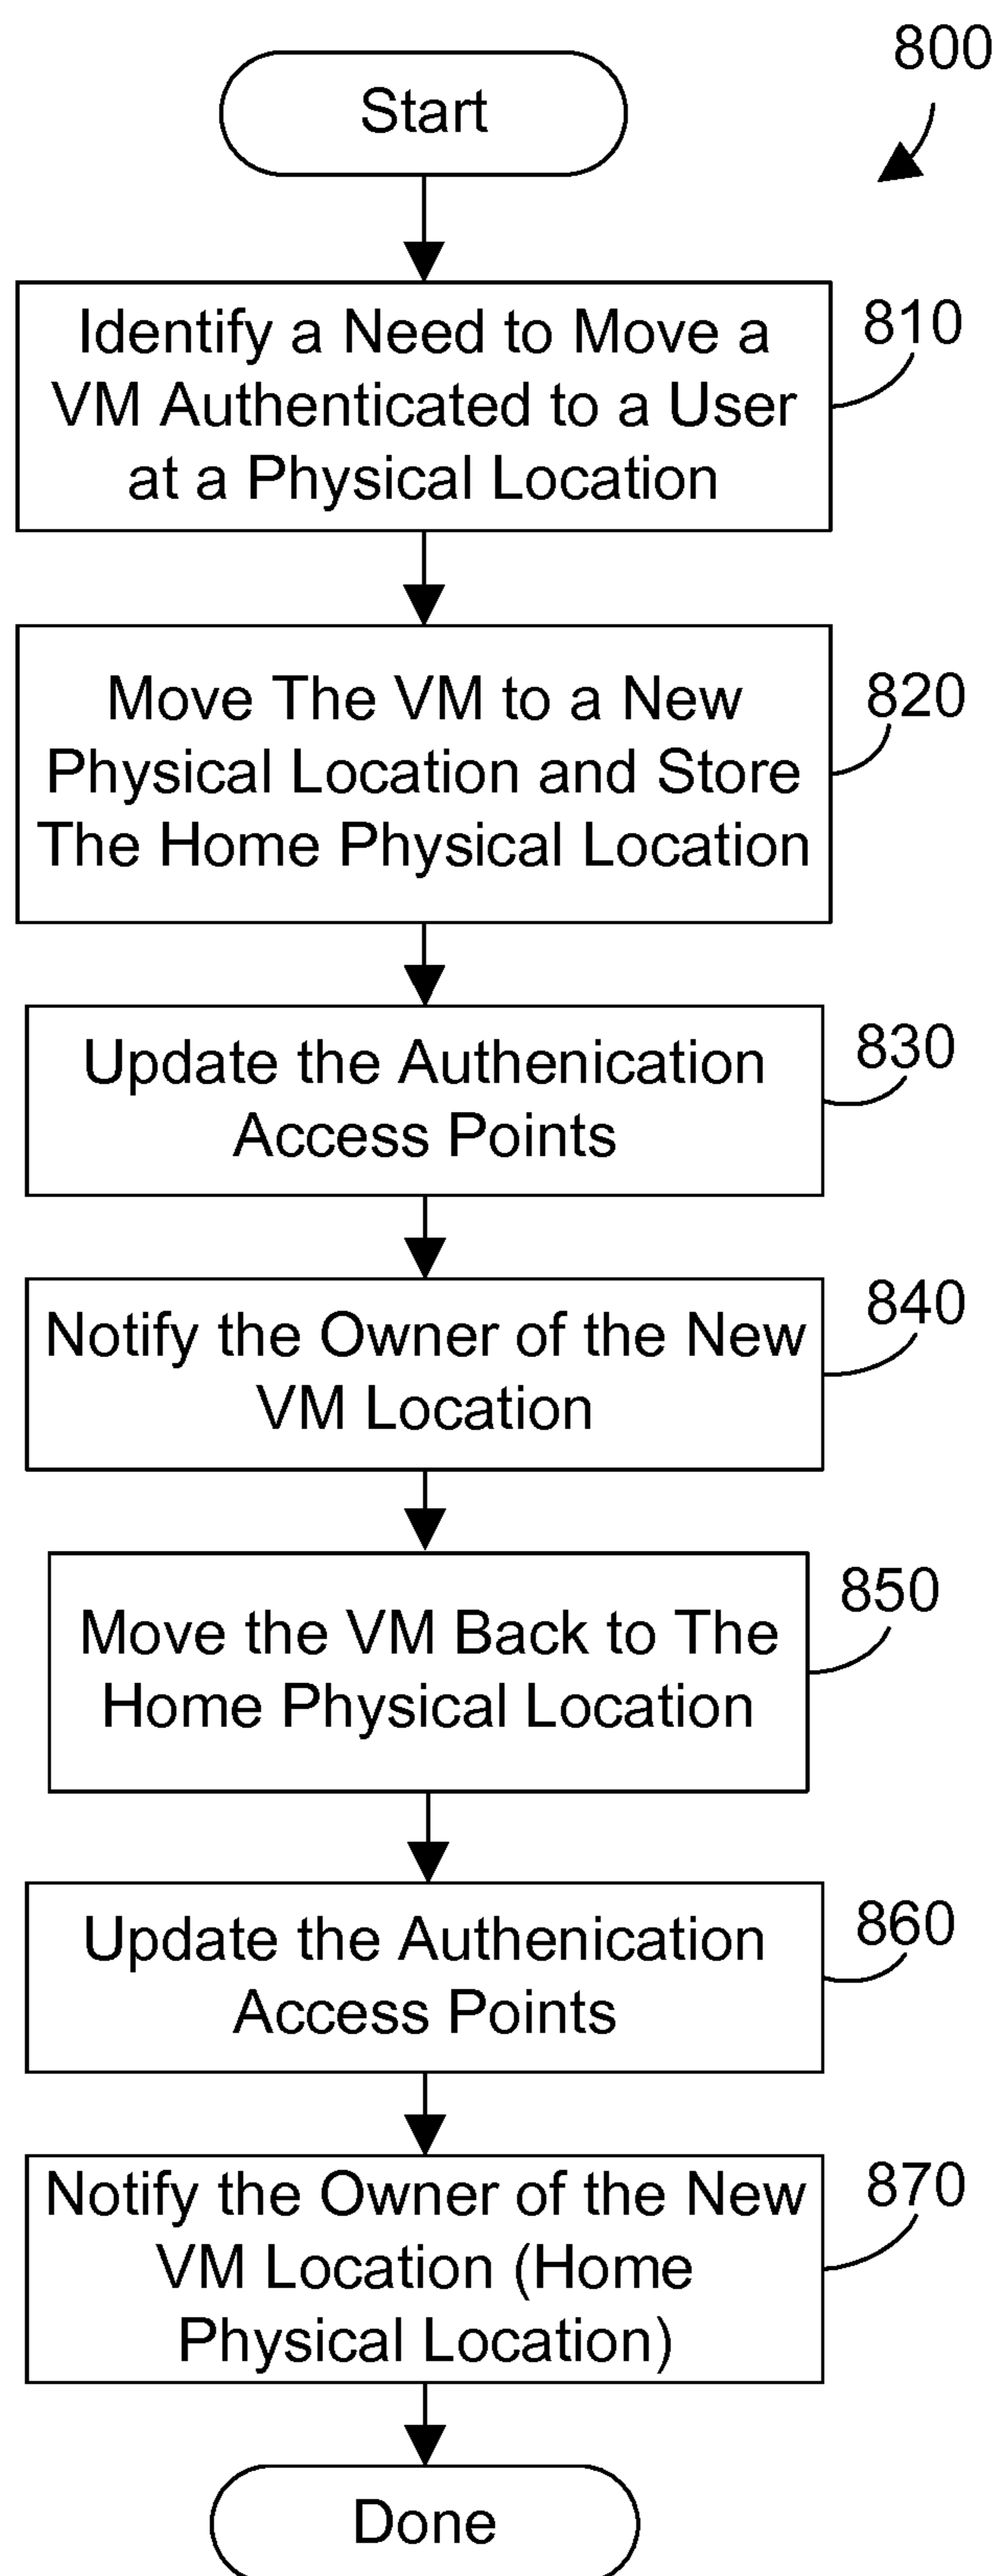 800
Start
Identify a Need to Move a
VM Authenticated to a User
at a Physical Location
810
Move The VM to a New
Physical Location and Store
The Home Physical Location
820
Update the Authenication
Access Points
830
Notify the Owner of the New
VM Location
840
Move the VM Back to The
Home Physical Location
850
Update the Authenication
Access Points
860
Notify the Owner of the New
VM Location (Home
Physical Location)
870
Done